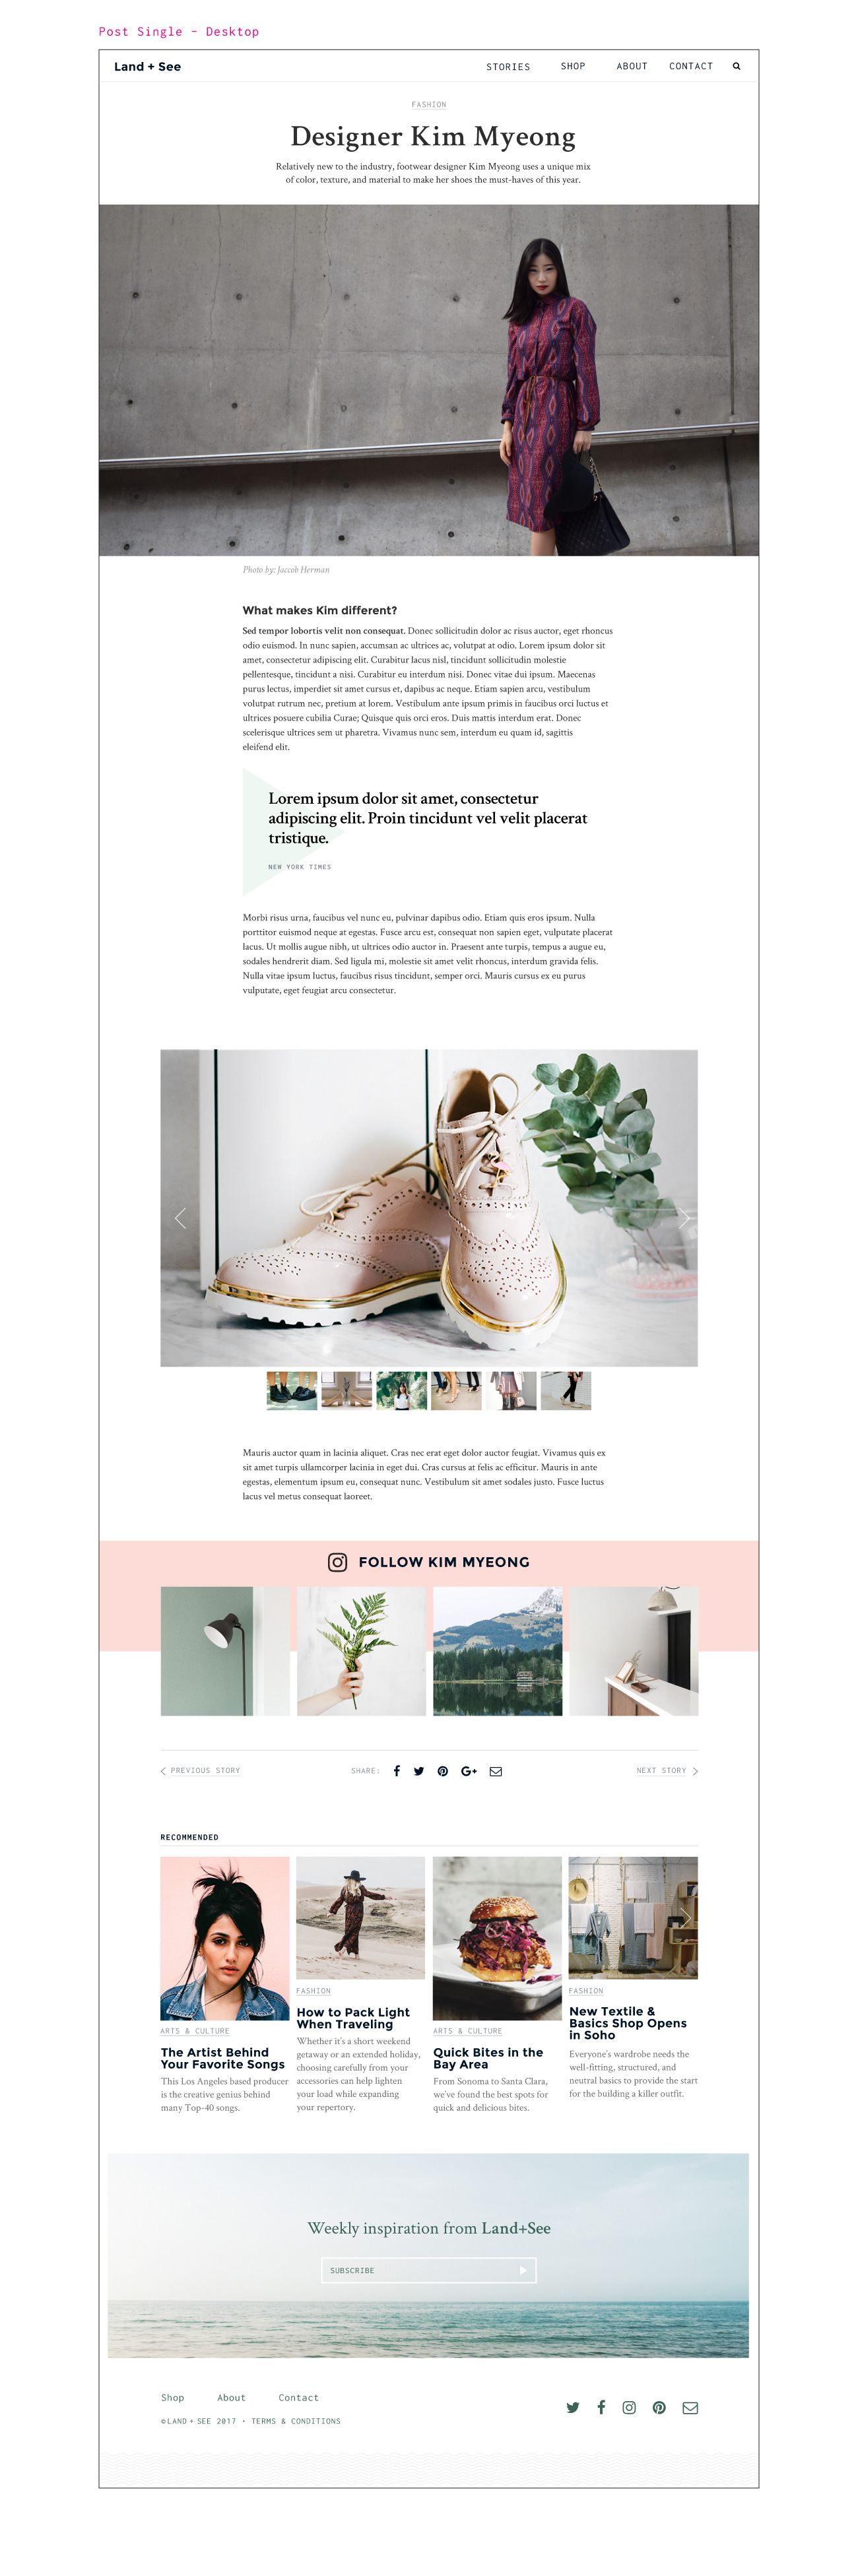 Post Single – Desktop
Land + See
STORIES
SHOP
ABOUT
CONTACT
FASHION
Designer Kim Myeong
Relatively new to the industry, footwear designer Kim Myeong uses a unique mix
of color, texture, and material to make her shoes the must-haves of this year.
Photo by: Jaccob Herman
What makes Kim different?
Sed tempor lobortis velit non consequat. Donec sollicitudin dolor ac risus auctor, eget rhoncus
odio euismod. In nunc sapien, accumsan ac ultrices ac, volutpat at odio. Lorem ipsum dolor sit
amet, consectetur adipiscing elit. Curabitur lacus nisl, tincidunt sollicitudin molestie
pellentesque, tincidunt a nisi. Curabitur eu interdum nisi. Donec vitae dui ipsum. Maecenas
purus lectus, imperdiet sit amet cursus et, dapibus ac neque. Etiam sapien arcu, vestibulum
volutpat rutrum nec, pretium at lorem. Vestibulum ante ipsum primis in faucibus orci luctus et
ultrices posuere cubilia Curae; Quisque quis orci eros. Duis mattis interdum erat. Donec
scelerisque ultrices sem ut pharetra. Vivamus nunc sem, interdum eu quam id, sagittis
eleifend elit.
Lorem ipsum dolor sit amet, consectetur
adipiscing elit. Proin tincidunt vel velit placerat
tristique.
NEW YORK TIMES
Morbi risus urna, faucibus vel nunc eu, pulvinar dapibus odio. Etiam quis eros ipsum. Nulla
porttitor euismod neque at egestas. Fusce arcu est, consequat non sapien eget, vulputate placerat
lacus. Ut mollis augue nibh, ut ultrices odio auctor in. Praesent ante turpis, tempus a augue eu,
sodales hendrerit diam. Sed ligula mi, molestie sit amet velit rhoncus, interdum gravida felis.
Nulla vitae ipsum luctus, faucibus risus tincidunt, semper orci. Mauris cursus ex eu purus
vulputate, eget feugiat arcu consectetur.
Mauris auctor quam in lacinia aliquet. Cras nec erat eget dolor auctor feugiat. Vivamus quis ex
sit amet turpis ullamcorper lacinia in eget dui. Cras cursus at felis ac efficitur. Mauris in ante
egestas, elementum ipsum eu, consequat nunc. Vestibulum sit amet sodales justo. Fusce luctus
lacus vel metus consequat laoreet.
FOLLOW KIM MYEONG
PREVIOUS STORY
SHARE:
NEXT STORY
RECOMMENDED
ARTS & CULTURE
The Artist Behind
Your Favorite Songs
This Los Angeles based producer
is the creative genius behind
many Top-40 songs.
FASHION
How to Pack Light
When Traveling
Whether it's a short weekend
getaway or an extended holiday,
choosing carefully from your
accessories can help lighten
your load while expanding
your repertory.
ARTS & CULTURE
Quick Bites in the
Bay Area
From Sonoma to Santa Clara,
we've found the best spots for
quick and delicious bites.
FASHION
New Textile &
Basics Shop Opens
in Soho
Everyone's wardrobe needs the
well-fitting, structured, and
neutral basics to provide the start
for the building a killer outfit.
Weekly inspiration from Land+See
SUBSCRIBE
Shop
About
Contact
©LAND + SEE 2017 • TERMS & CONDITIONS